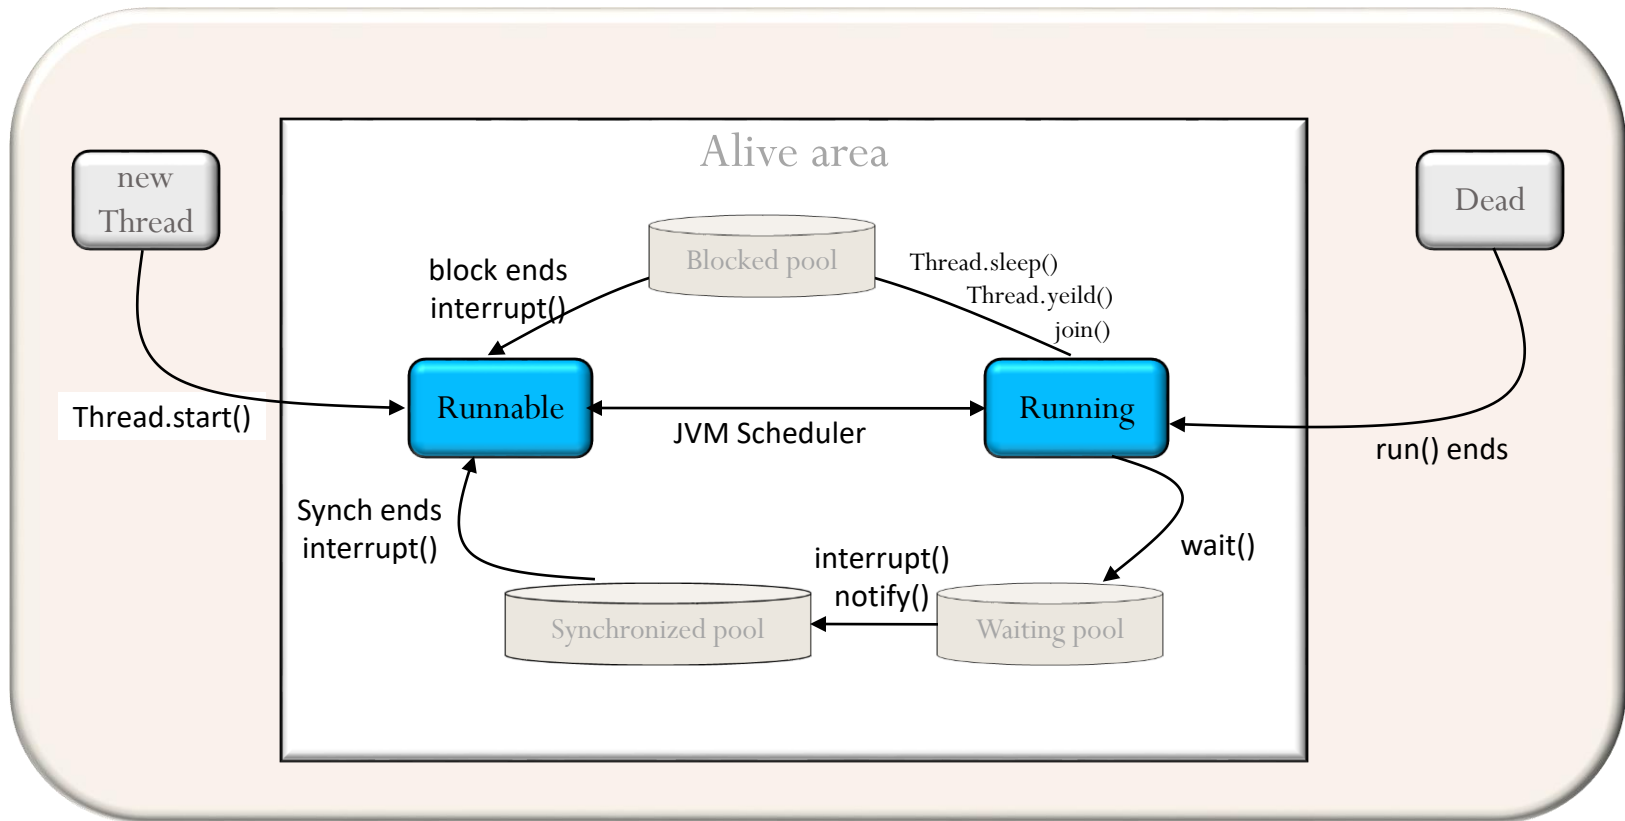 Alive area
new
Thread
Dead
Blocked pool
block ends
interrupt()
Thread.sleep()
Thread.yeild()
join()
Runnable
Running
Thread.start()
JVM Scheduler
run() ends
Synch ends
interrupt()
interrupt()
notify()
wait()
Synchronized pool
Waiting pool